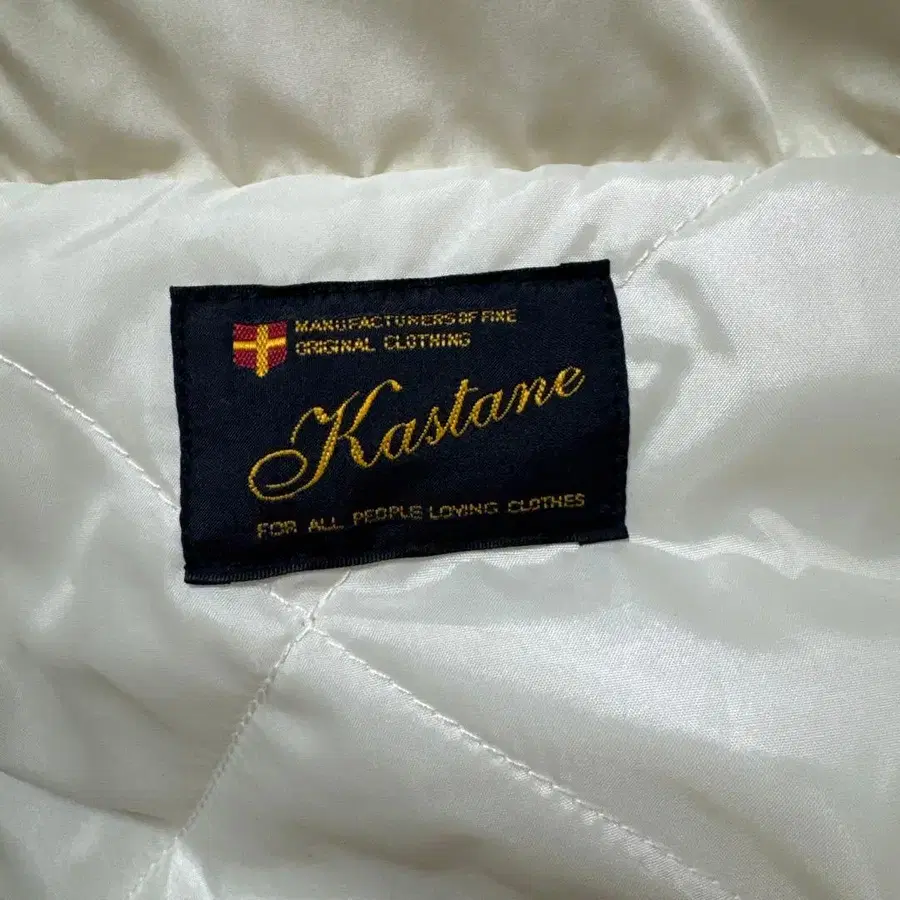 MANUFACTURERS OF FINE
ORIGINAL CLOTHING
Kastane
FOR ALL PEOPLE LOVING CLOTHES